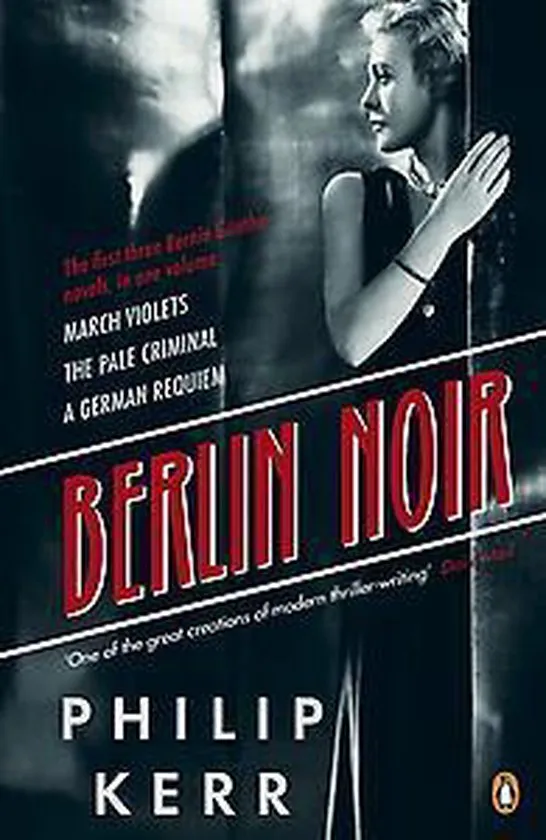 The first three Bernie Gunther
novels, in one volume:
MARCH VIOLETS
THE PALE CRIMINAL
A GERMAN REQUIEM
BERLIN NOIR
'One of the great creations of modern thriller-writing'
PHILIP
KERR